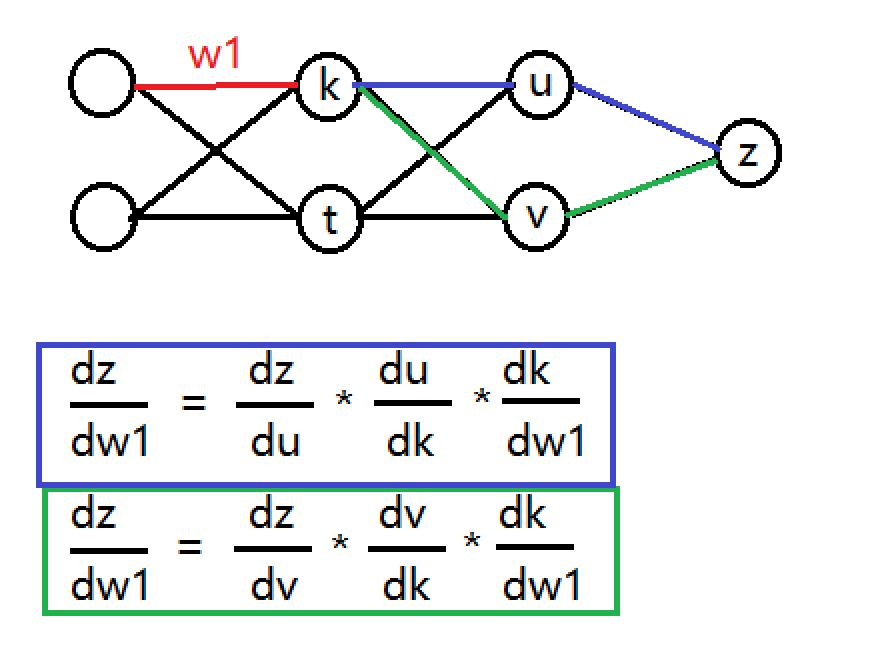 w1
k
u
z
t
v
dz dz du dk
= * *
dw1 du dk dw1
dz dz dv dk
= * *
dw1 dv dk dw1